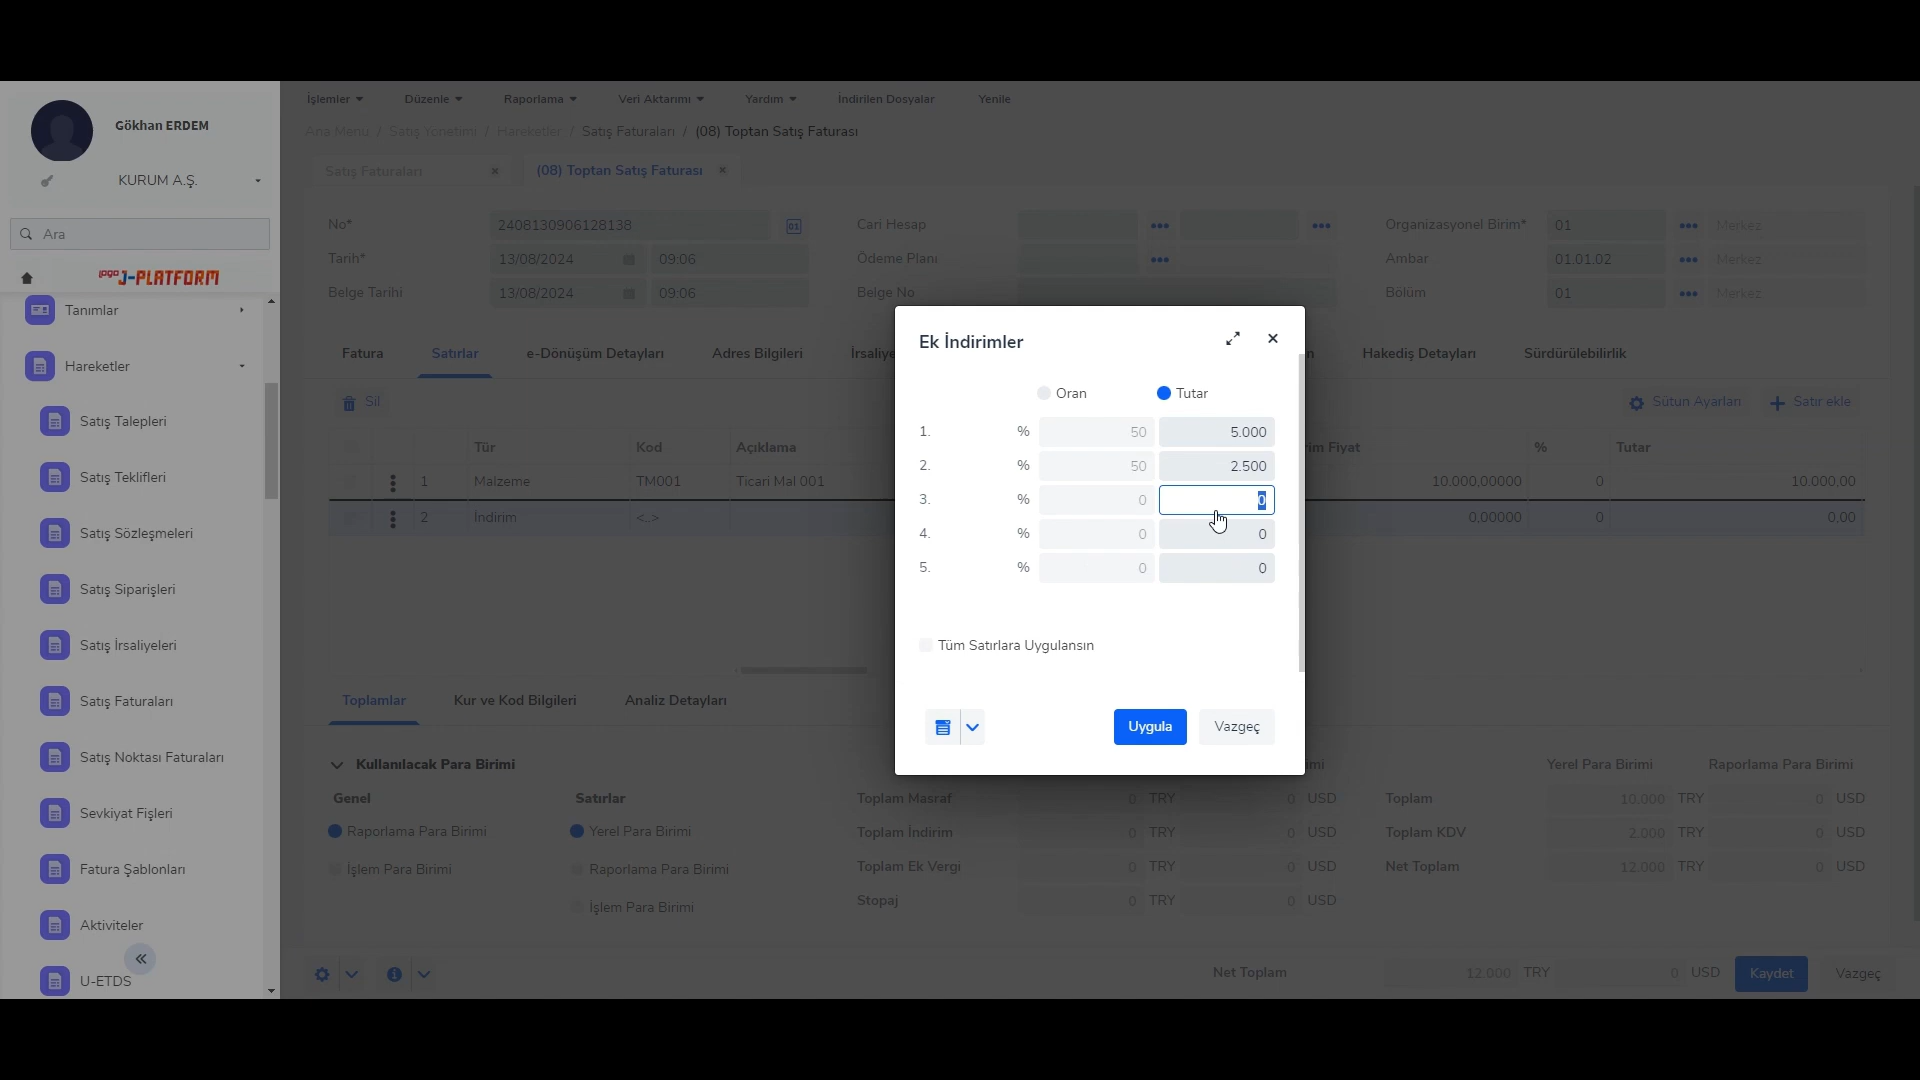 Gökhan ERDEM
KURUM A.Ş.
Ara
logo J-PLATFORM
Tanımlar
Hareketler
Satış Talepleri
Satış Teklifleri
Satış Sözleşmeleri
Satış Siparişleri
Satış İrsaliyeleri
Satış Faturaları
Satış Noktası Faturaları
Sevkiyat Fişleri
Fatura Şablonları
Aktiviteler
U-ETDS
İşlemler Düzenle Raporlama Veri Aktarımı Yardım İndirilen Dosyalar Yenile
Ana Menü / Satış Yönetimi / Hareketler / Satış Faturaları / (08) Toptan Satış Faturası
Satış Faturaları (08) Toptan Satış Faturası
No* 2408130906128138 Cari Hesap Organizasyonel Birim* 01 Merkez
Tarih* 13/08/2024 09:06 Ödeme Planı Ambar 01.01.02 Merkez
Belge Tarihi 13/08/2024 09:06 Belge No Bölüm 01 Merkez
Fatura Satırlar e-Dönüşüm Detayları Adres Bilgileri İrsaliye n Hakediş Detayları Sürdürülebilirlik
Sil Sütun Ayarları Satır ekle
Tür Kod Açıklama im Fiyat % Tutar
1 Malzeme TM001 Ticari Mal 001 10.000,00000 0 10.000,00
2 İndirim <..> 0,00000 0 0,00
Ek İndirimler
Oran Tutar
1. % 50 5.000
2. % 50 2.500
3. % 0 0
4. % 0 0
5. % 0 0
Tüm Satırlara Uygulansın
Uygula Vazgeç
Toplamlar Kur ve Kod Bilgileri Analiz Detayları
Kullanılacak Para Birimi imi Yerel Para Birimi Raporlama Para Birimi
Genel Satırlar Toplam Masraf 0 TRY 0 USD Toplam 10.000 TRY 0 USD
Raporlama Para Birimi Yerel Para Birimi Toplam İndirim 0 TRY 0 USD Toplam KDV 2.000 TRY 0 USD
İşlem Para Birimi Raporlama Para Birimi Toplam Ek Vergi 0 TRY 0 USD Net Toplam 12.000 TRY 0 USD
İşlem Para Birimi Stopaj 0 TRY 0 USD
Net Toplam 12.000 TRY 0 USD Kaydet Vazgeç